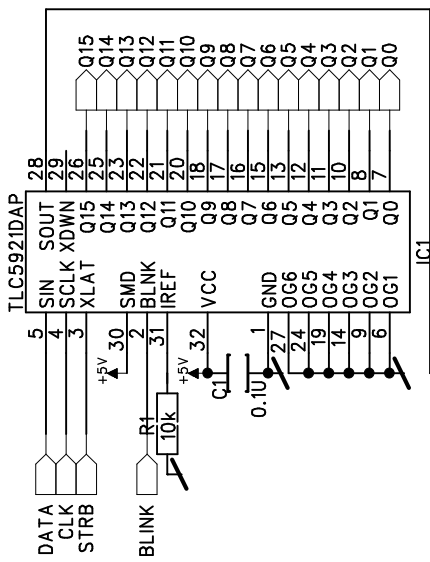 TLC5921DAP
DATA 5 SIN SOUT 28
CLK 4 SCLK XDWN 29
STRB 3 XLAT Q15 26 Q15
+5V Q14 25 Q14
30 SMD Q13 23 Q13
BLINK 2 BLNK Q12 22 Q12
R1
10k 31 IREF Q11 21 Q11
+5V Q10 20 Q10
32 VCC Q9 18 Q9
C1 Q8 17 Q8
Q7 16 Q7
0.1U 1 GND Q6 15 Q6
27 OG6 Q5 13 Q5
24 OG5 Q4 12 Q4
19 OG4 Q3 11 Q3
14 OG3 Q2 10 Q2
9 OG2 Q1 8 Q1
6 OG1 Q0 7 Q0
IC1